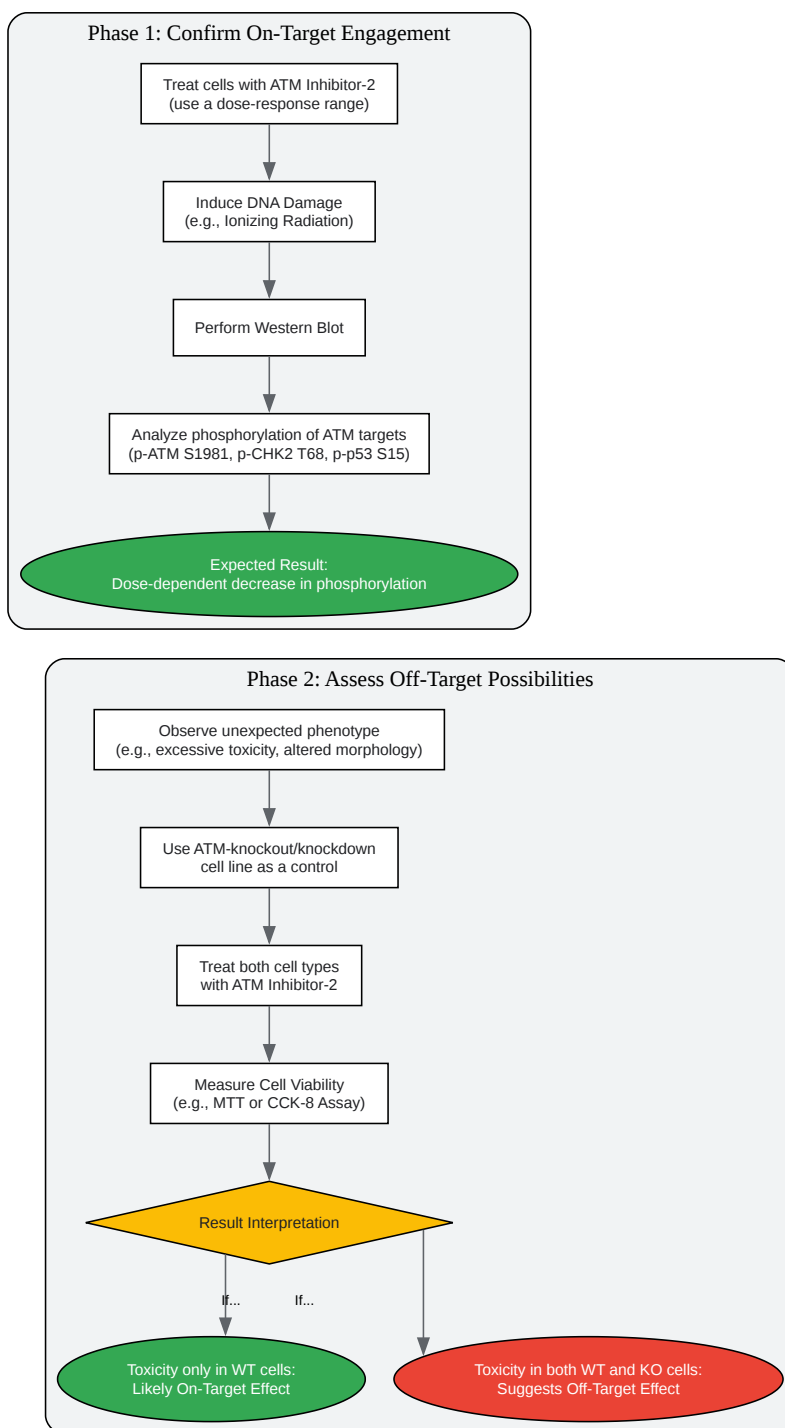 Phase 1: Confirm On-Target Engagement
Treat cells with ATM Inhibitor-2
(use a dose-response range)
Induce DNA Damage
(e.g., Ionizing Radiation)
Perform Western Blot
Analyze phosphorylation of ATM targets
(p-ATM S1981, p-CHK2 T68, p-p53 S15)
Expected Result:
Dose-dependent decrease in phosphorylation
Phase 2: Assess Off-Target Possibilities
Observe unexpected phenotype
(e.g., excessive toxicity, altered morphology)
Use ATM-knockout/knockdown
cell line as a control
Treat both cell types
with ATM Inhibitor-2
Measure Cell Viability
(e.g., MTT or CCK-8 Assay)
Result Interpretation
If...
If...
Toxicity only in WT cells:
Likely On-Target Effect
Toxicity in both WT and KO cells:
Suggests Off-Target Effect